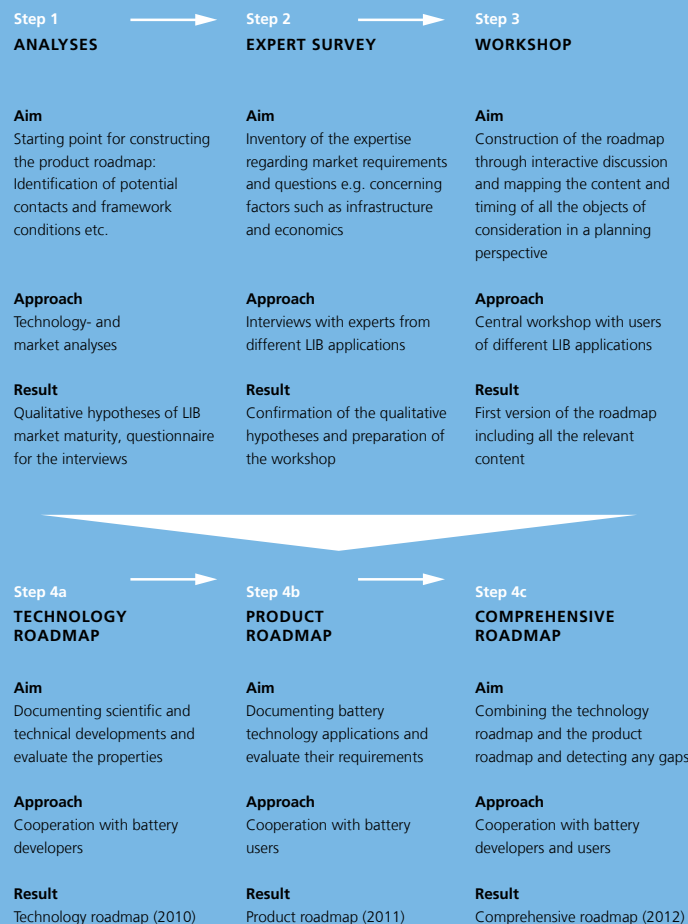 Step 1
ANALYSES
Aim
Starting point for constructing
the product roadmap:
Identification of potential
contacts and framework
conditions etc.
Approach
Technology- and
market analyses
Result
Qualitative hypotheses of LIB
market maturity, questionnaire
for the interviews
Step 2
EXPERT SURVEY
Aim
Inventory of the expertise
regarding market requirements
and questions e.g. concerning
factors such as infrastructure
and economics
Approach
Interviews with experts from
different LIB applications
Result
Confirmation of the qualitative
hypotheses and preparation of
the workshop
Step 3
WORKSHOP
Aim
Construction of the roadmap
through interactive discussion
and mapping the content and
timing of all the objects of
consideration in a planning
perspective
Approach
Central workshop with users
of different LIB applications
Result
First version of the roadmap
including all the relevant
content
Step 4a
TECHNOLOGY
ROADMAP
Aim
Documenting scientific and
technical developments and
evaluate the properties
Approach
Cooperation with battery
developers
Result
Technology roadmap (2010)
Step 4b
PRODUCT
ROADMAP
Aim
Documenting battery
technology applications and
evaluate their requirements
Approach
Cooperation with battery
users
Result
Product roadmap (2011)
Step 4c
COMPREHENSIVE
ROADMAP
Aim
Combining the technology
roadmap and the product
roadmap and detecting any gaps
Approach
Cooperation with battery
developers and users
Result
Comprehensive roadmap (2012)